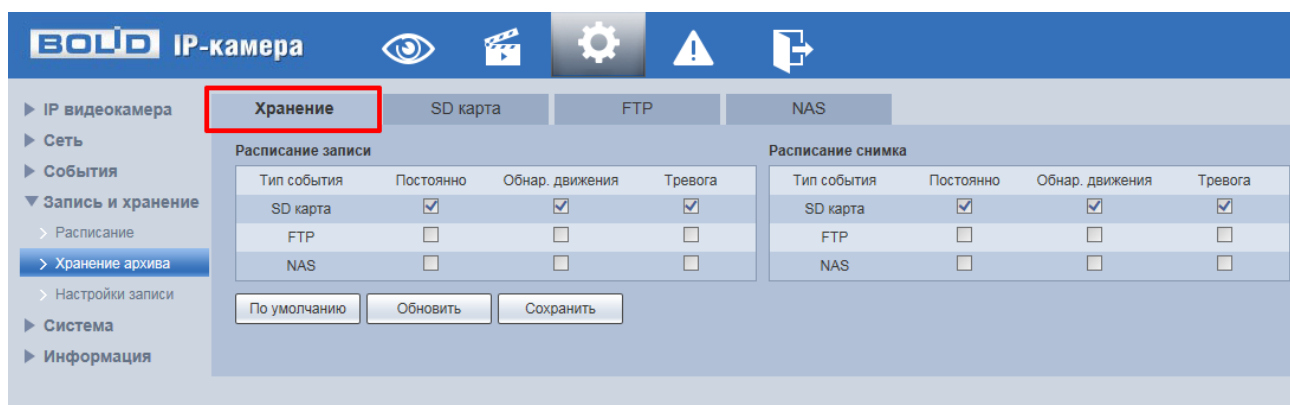 BOLID IP-камера
IP видеокамера
Сеть
События
Запись и хранение
Расписание
Хранение архива
Настройки записи
Система
Информация
Хранение SD карта FTP NAS
Расписание записи
Тип события Постоянно Обнар. движения Тревога
SD карта
FTP
NAS
Расписание снимка
Тип события Постоянно Обнар. движения Тревога
SD карта
FTP
NAS
По умолчанию Обновить Сохранить